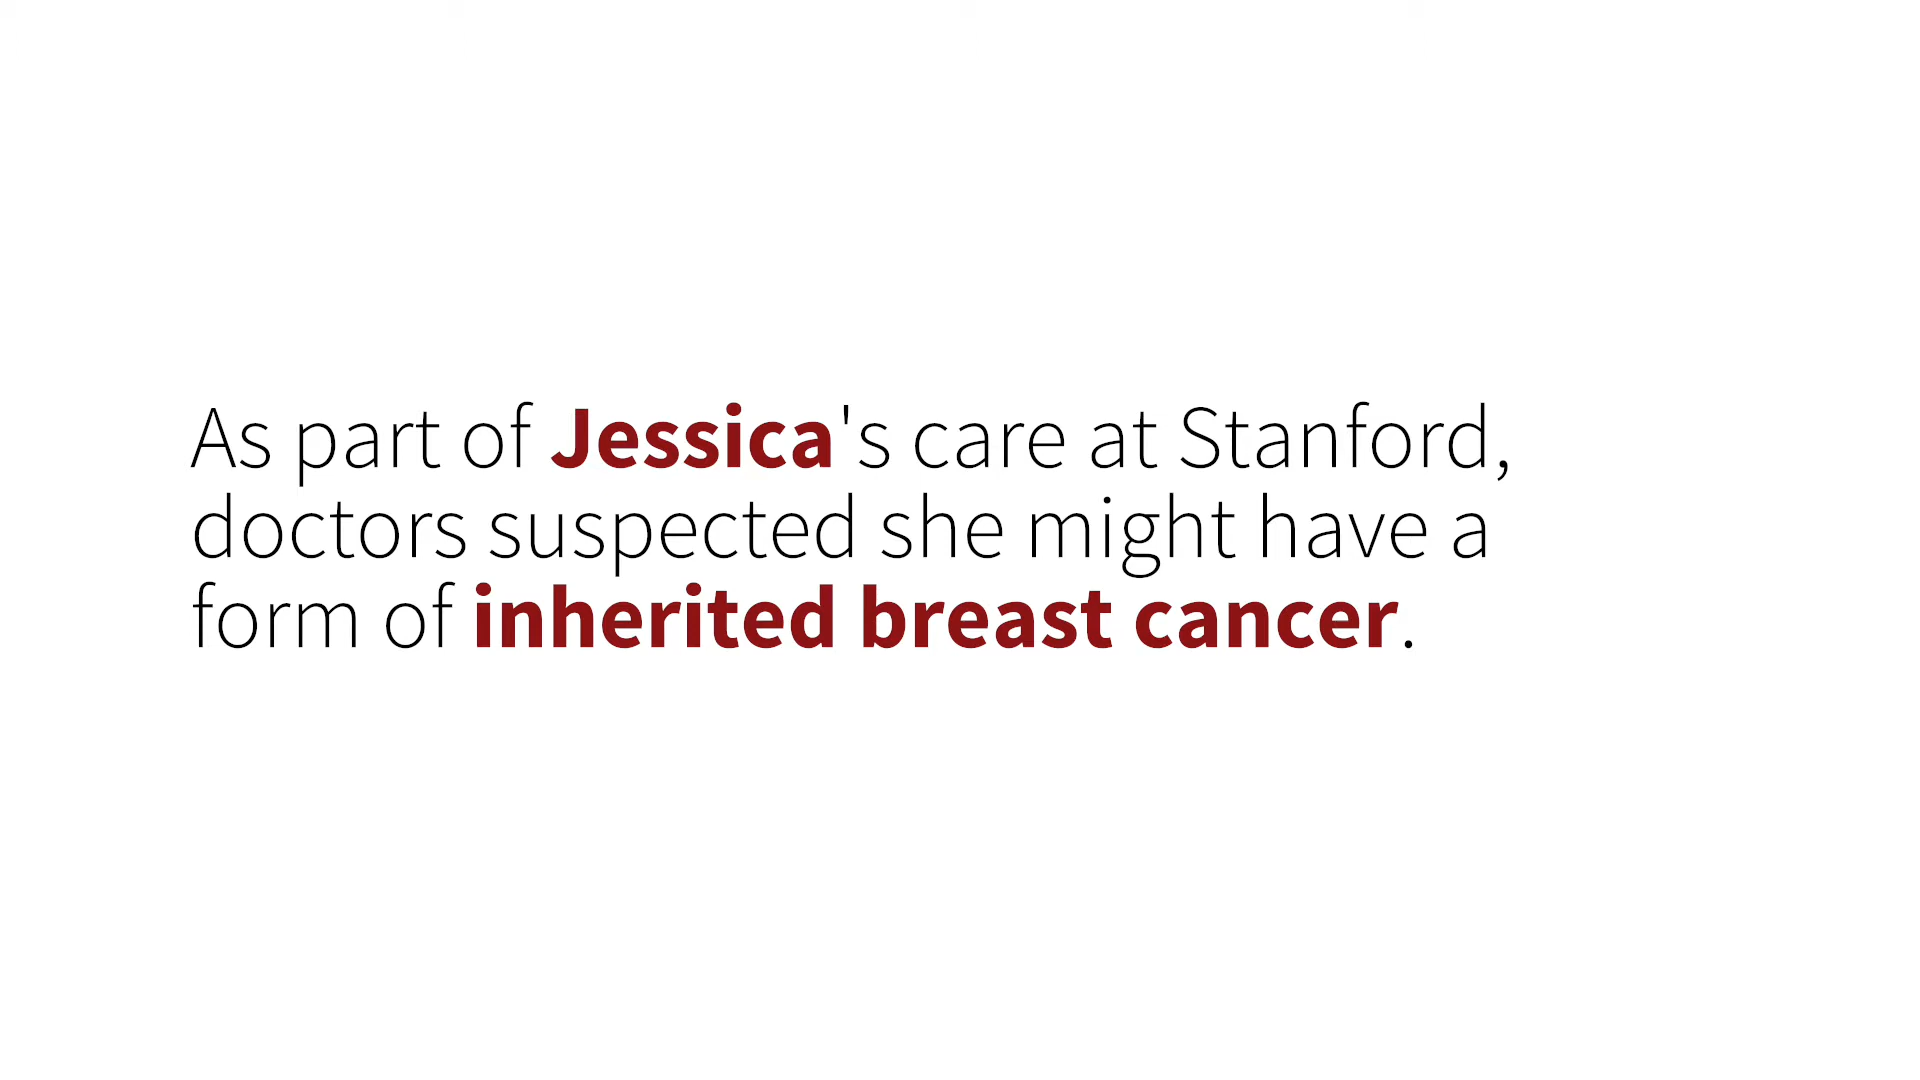 As part of Jessica's care at Stanford,
doctors suspected she might have a
form of inherited breast cancer.